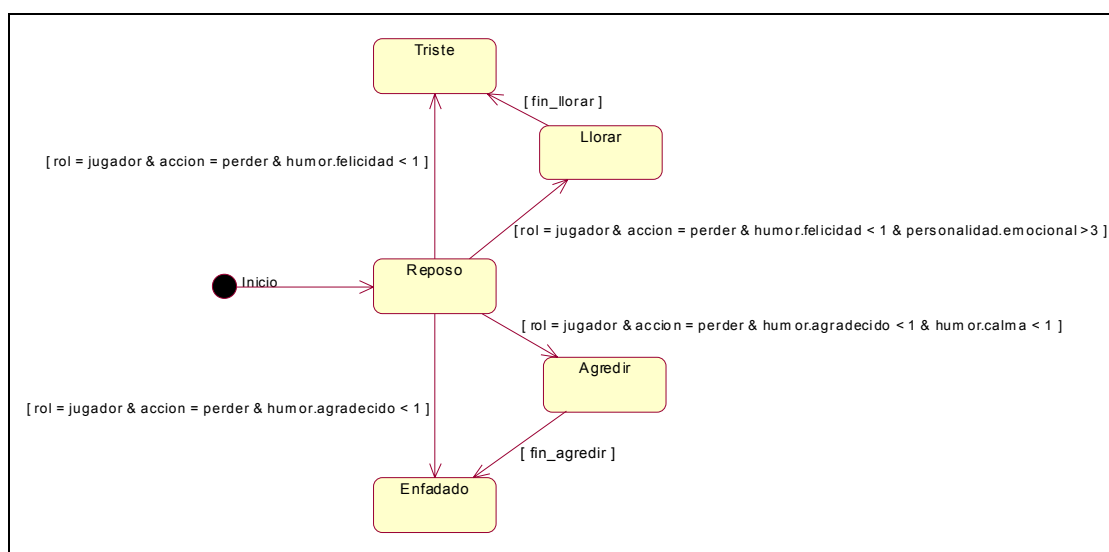 Triste
[ fin_llorar ]
Llorar
[ rol = jugador & accion = perder & humor.felicidad < 1 ]
[rol = jugador & accion = perder & humor.felicidad < 1 & personalidad.emocional >3 ]
Reposo
Inicio
[ rol = jugador & accion = perder & humor.agradecido < 1 & humor.calma < 1 ]
Agredir
[ rol = jugador & accion = perder & humor.agradecido < 1 ]
[ fin_agredir ]
Enfadado